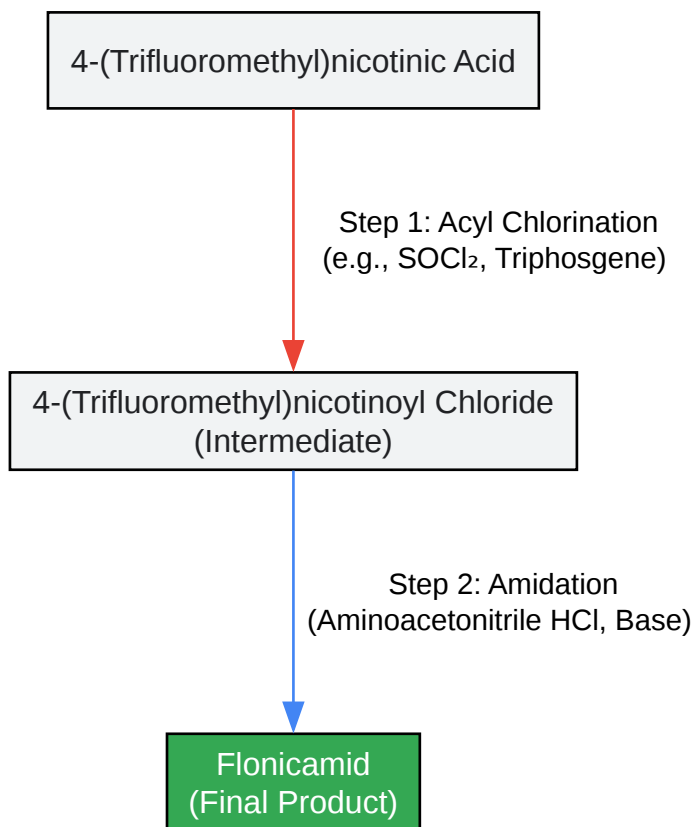 4-(Trifluoromethyl)nicotinic Acid
Step 1: Acyl Chlorination
(e.g., SOCl₂, Triphosgene)
4-(Trifluoromethyl)nicotinoyl Chloride
(Intermediate)
Step 2: Amidation
(Aminoacetonitrile HCl, Base)
Flonicamid
(Final Product)